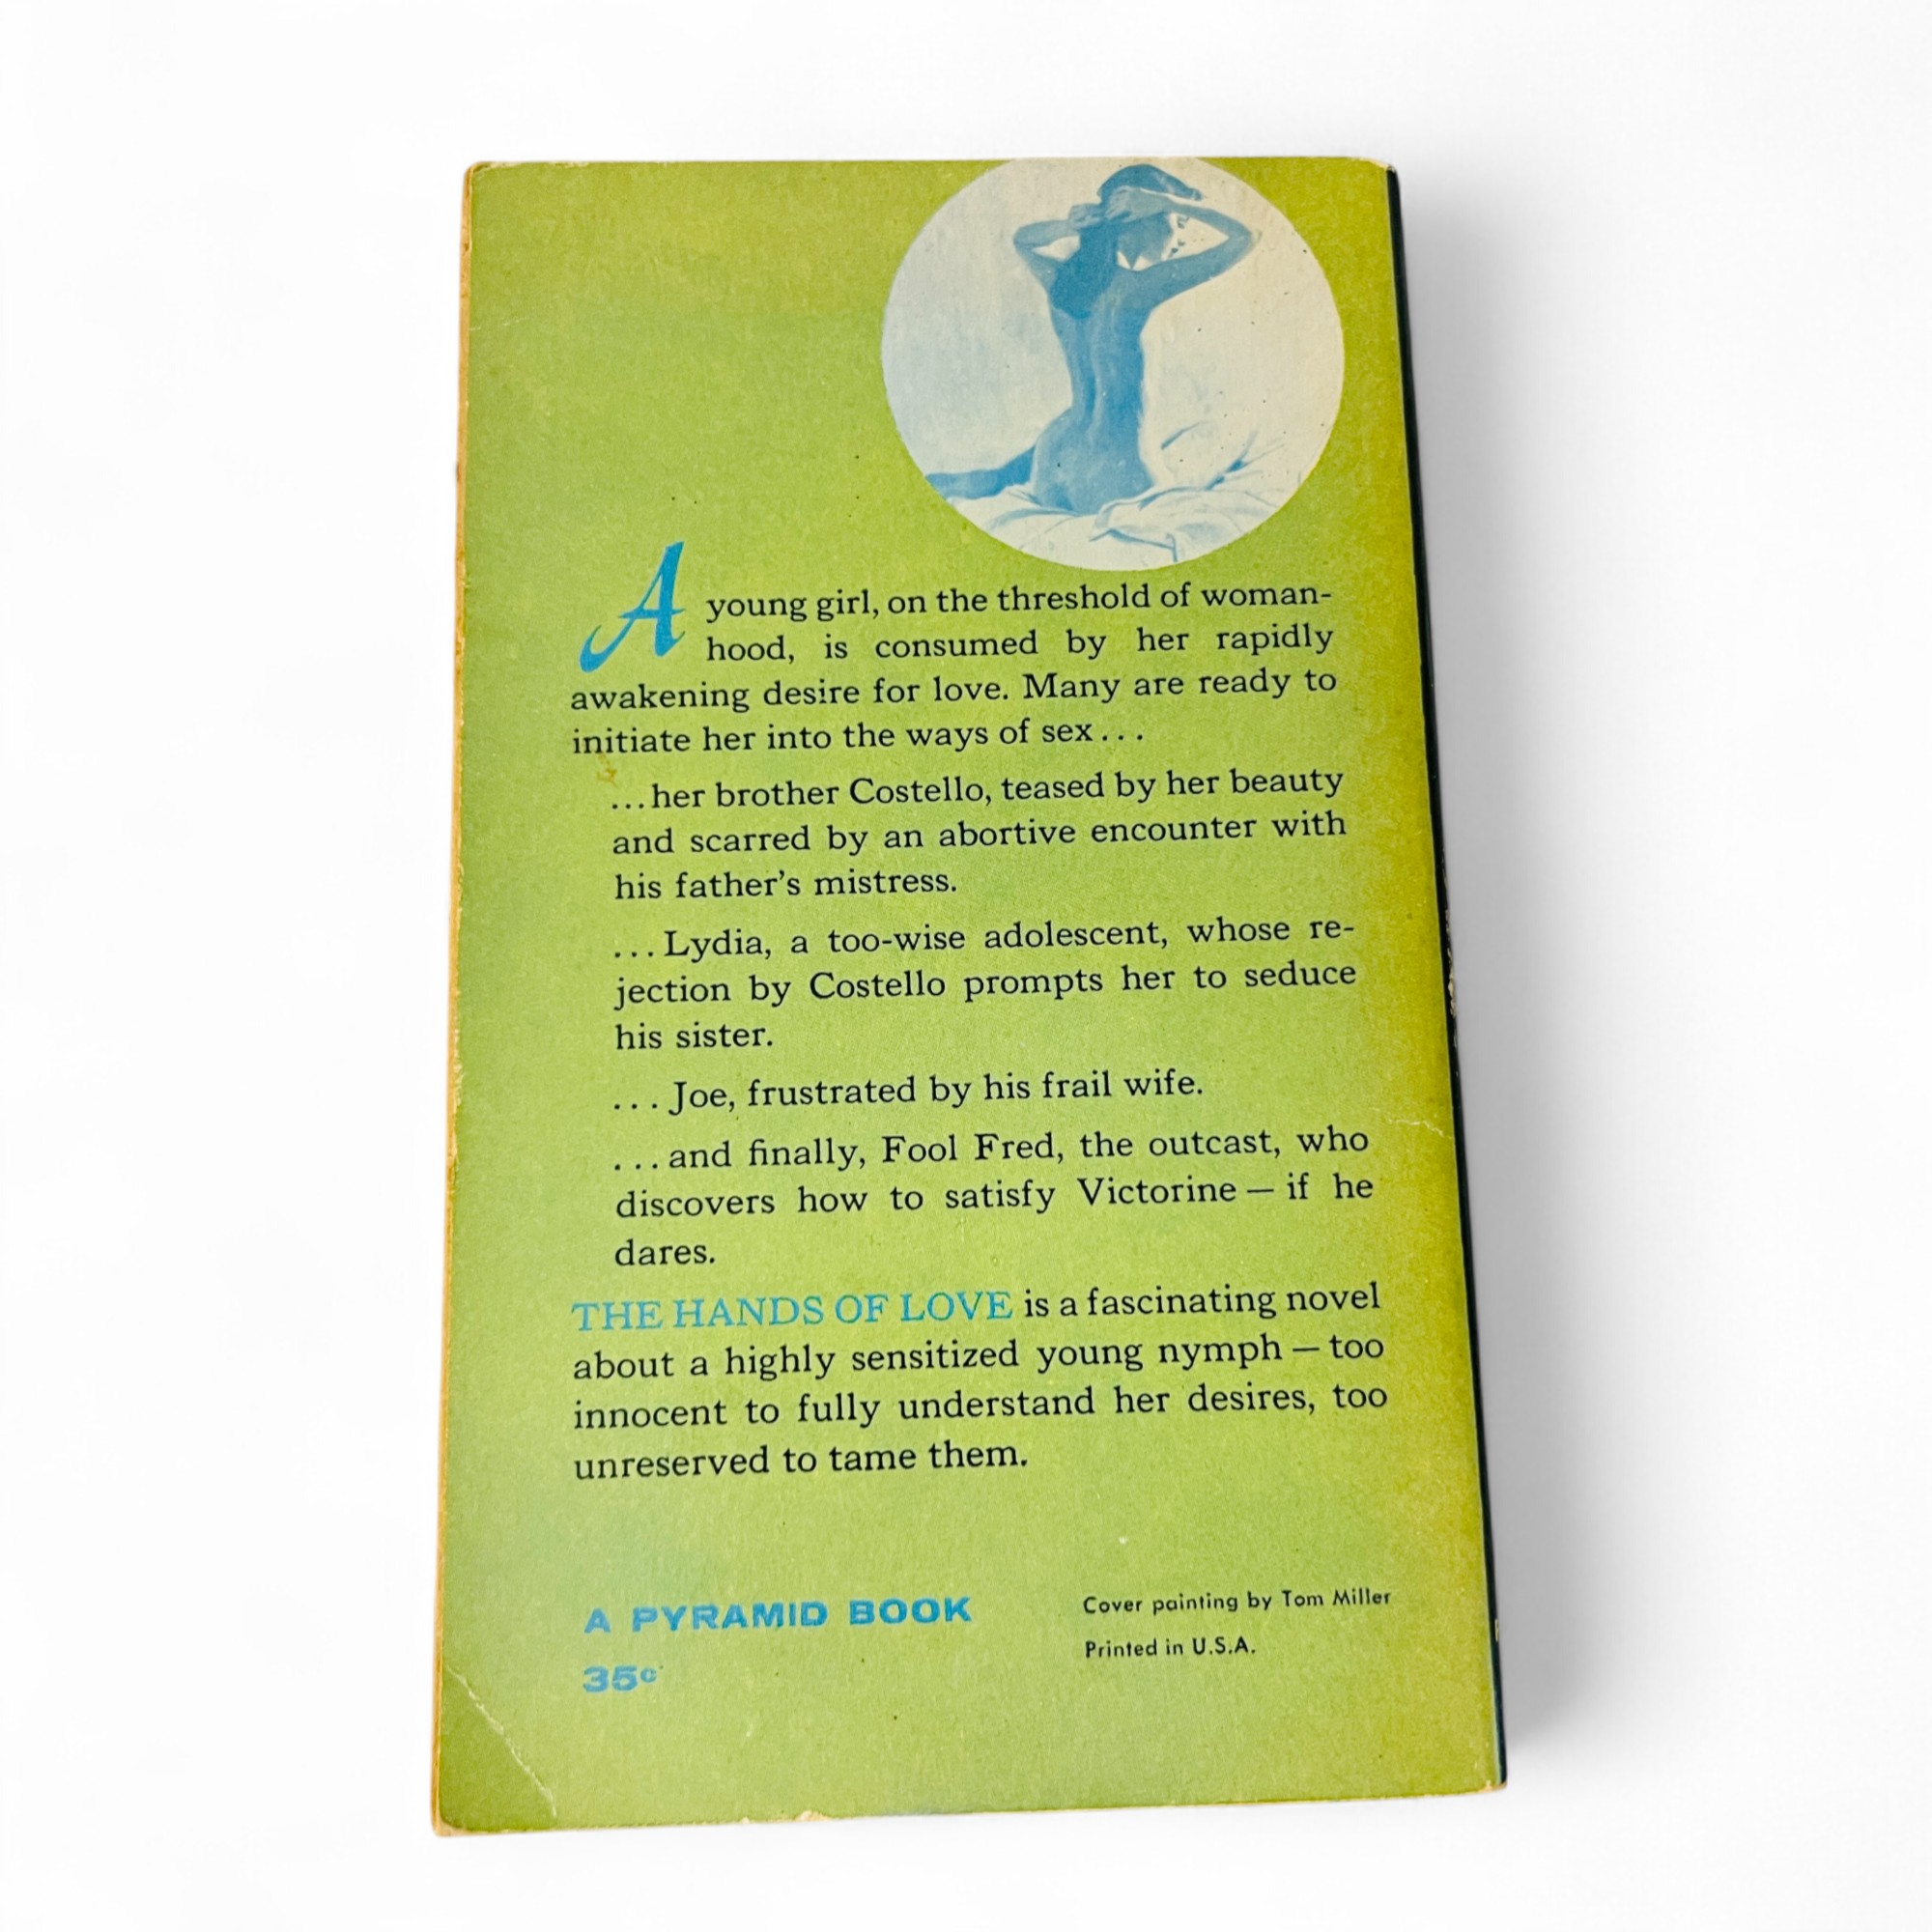 A young girl, on the threshold of woman-
hood, is consumed by her rapidly
awakening desire for love. Many are ready to
initiate her into the ways of sex...
...her brother Costello, teased by her beauty
and scarred by an abortive encounter with
his father's mistress.
...Lydia, a too-wise adolescent, whose re-
jection by Costello prompts her to seduce
his sister.
...Joe, frustrated by his frail wife.
...and finally, Fool Fred, the outcast, who
discovers how to satisfy Victorine — if he
dares.
THE HANDS OF LOVE is a fascinating novel
about a highly sensitized young nymph — too
innocent to fully understand her desires, too
unreserved to tame them.
A PYRAMID BOOK
35c
Cover painting by Tom Miller
Printed in U.S.A.